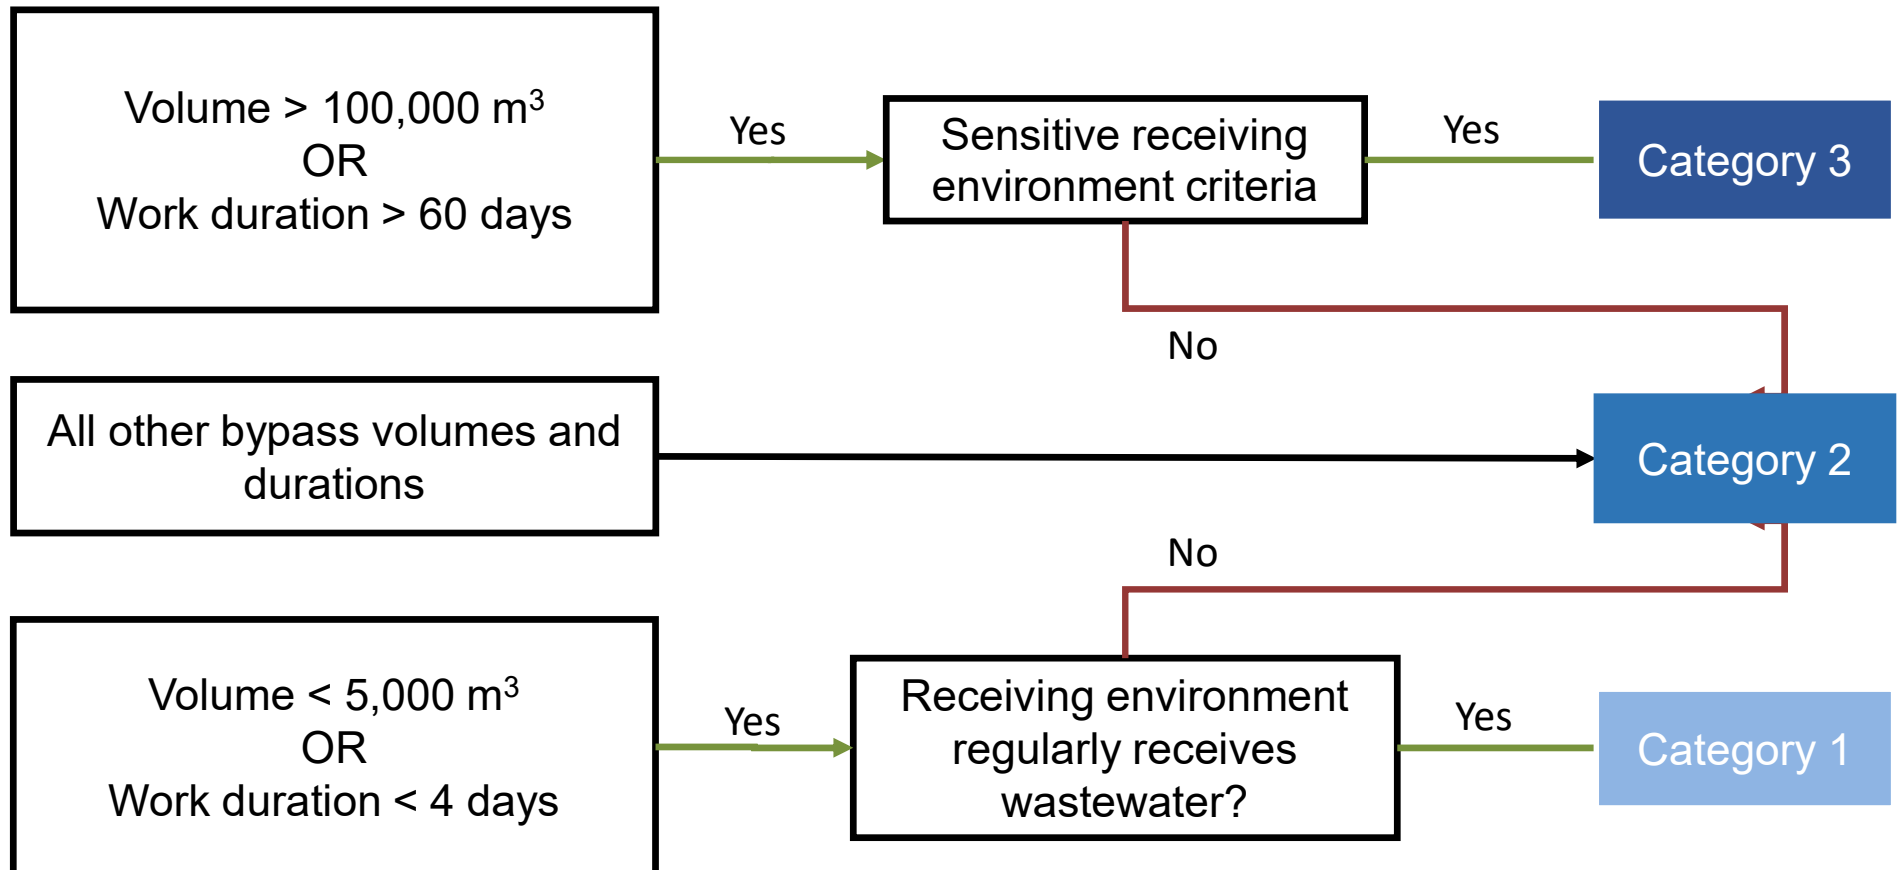 Volume > 100,000 m³
OR
Work duration > 60 days
Yes
Sensitive receiving
environment criteria
Yes
Category 3
No
All other bypass volumes and
durations
Category 2
No
Volume < 5,000 m³
OR
Work duration < 4 days
Yes
Receiving environment
regularly receives
wastewater?
Yes
Category 1